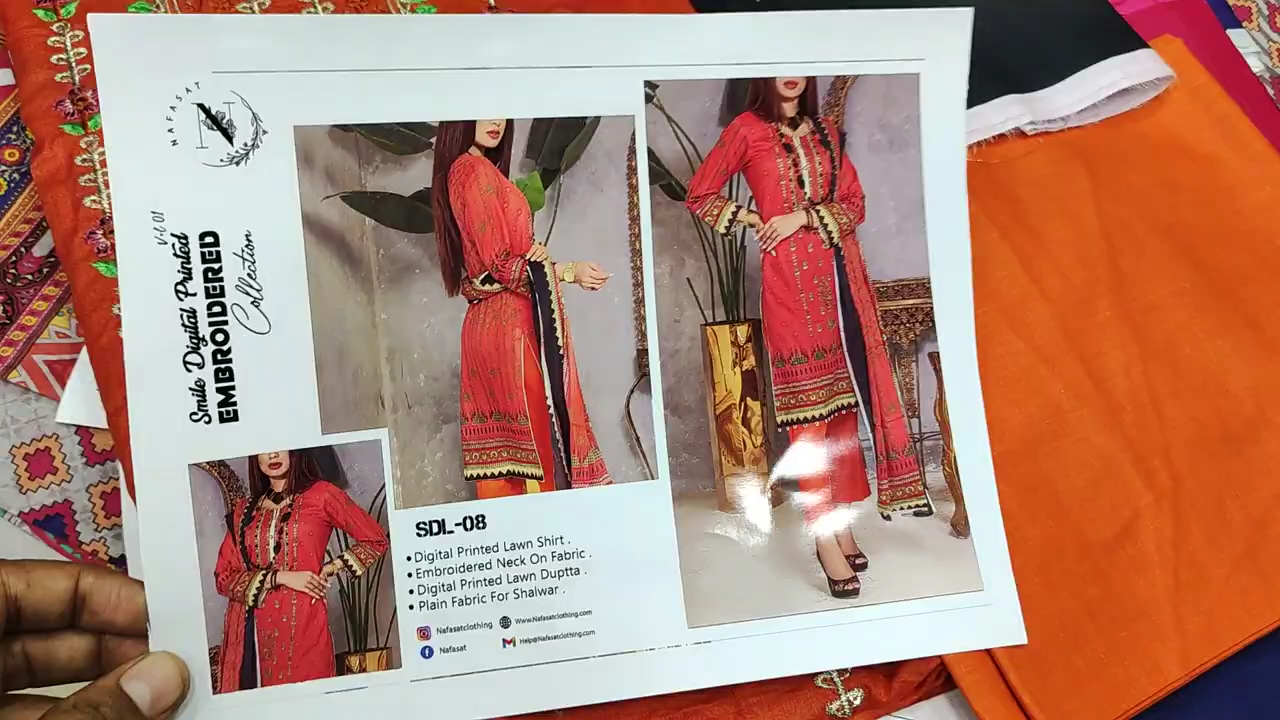 NAFASAT
V-L 01
Smile Digital Printed
EMBROIDERED
Collection
SDL-08
• Digital Printed Lawn Shirt .
• Embroidered Neck On Fabric .
• Digital Printed Lawn Duptta .
• Plain Fabric For Shalwar .
Nafasatclothing
Www.Nafasatclothing.com
Nafasat
Help@Nafasatclothing.com